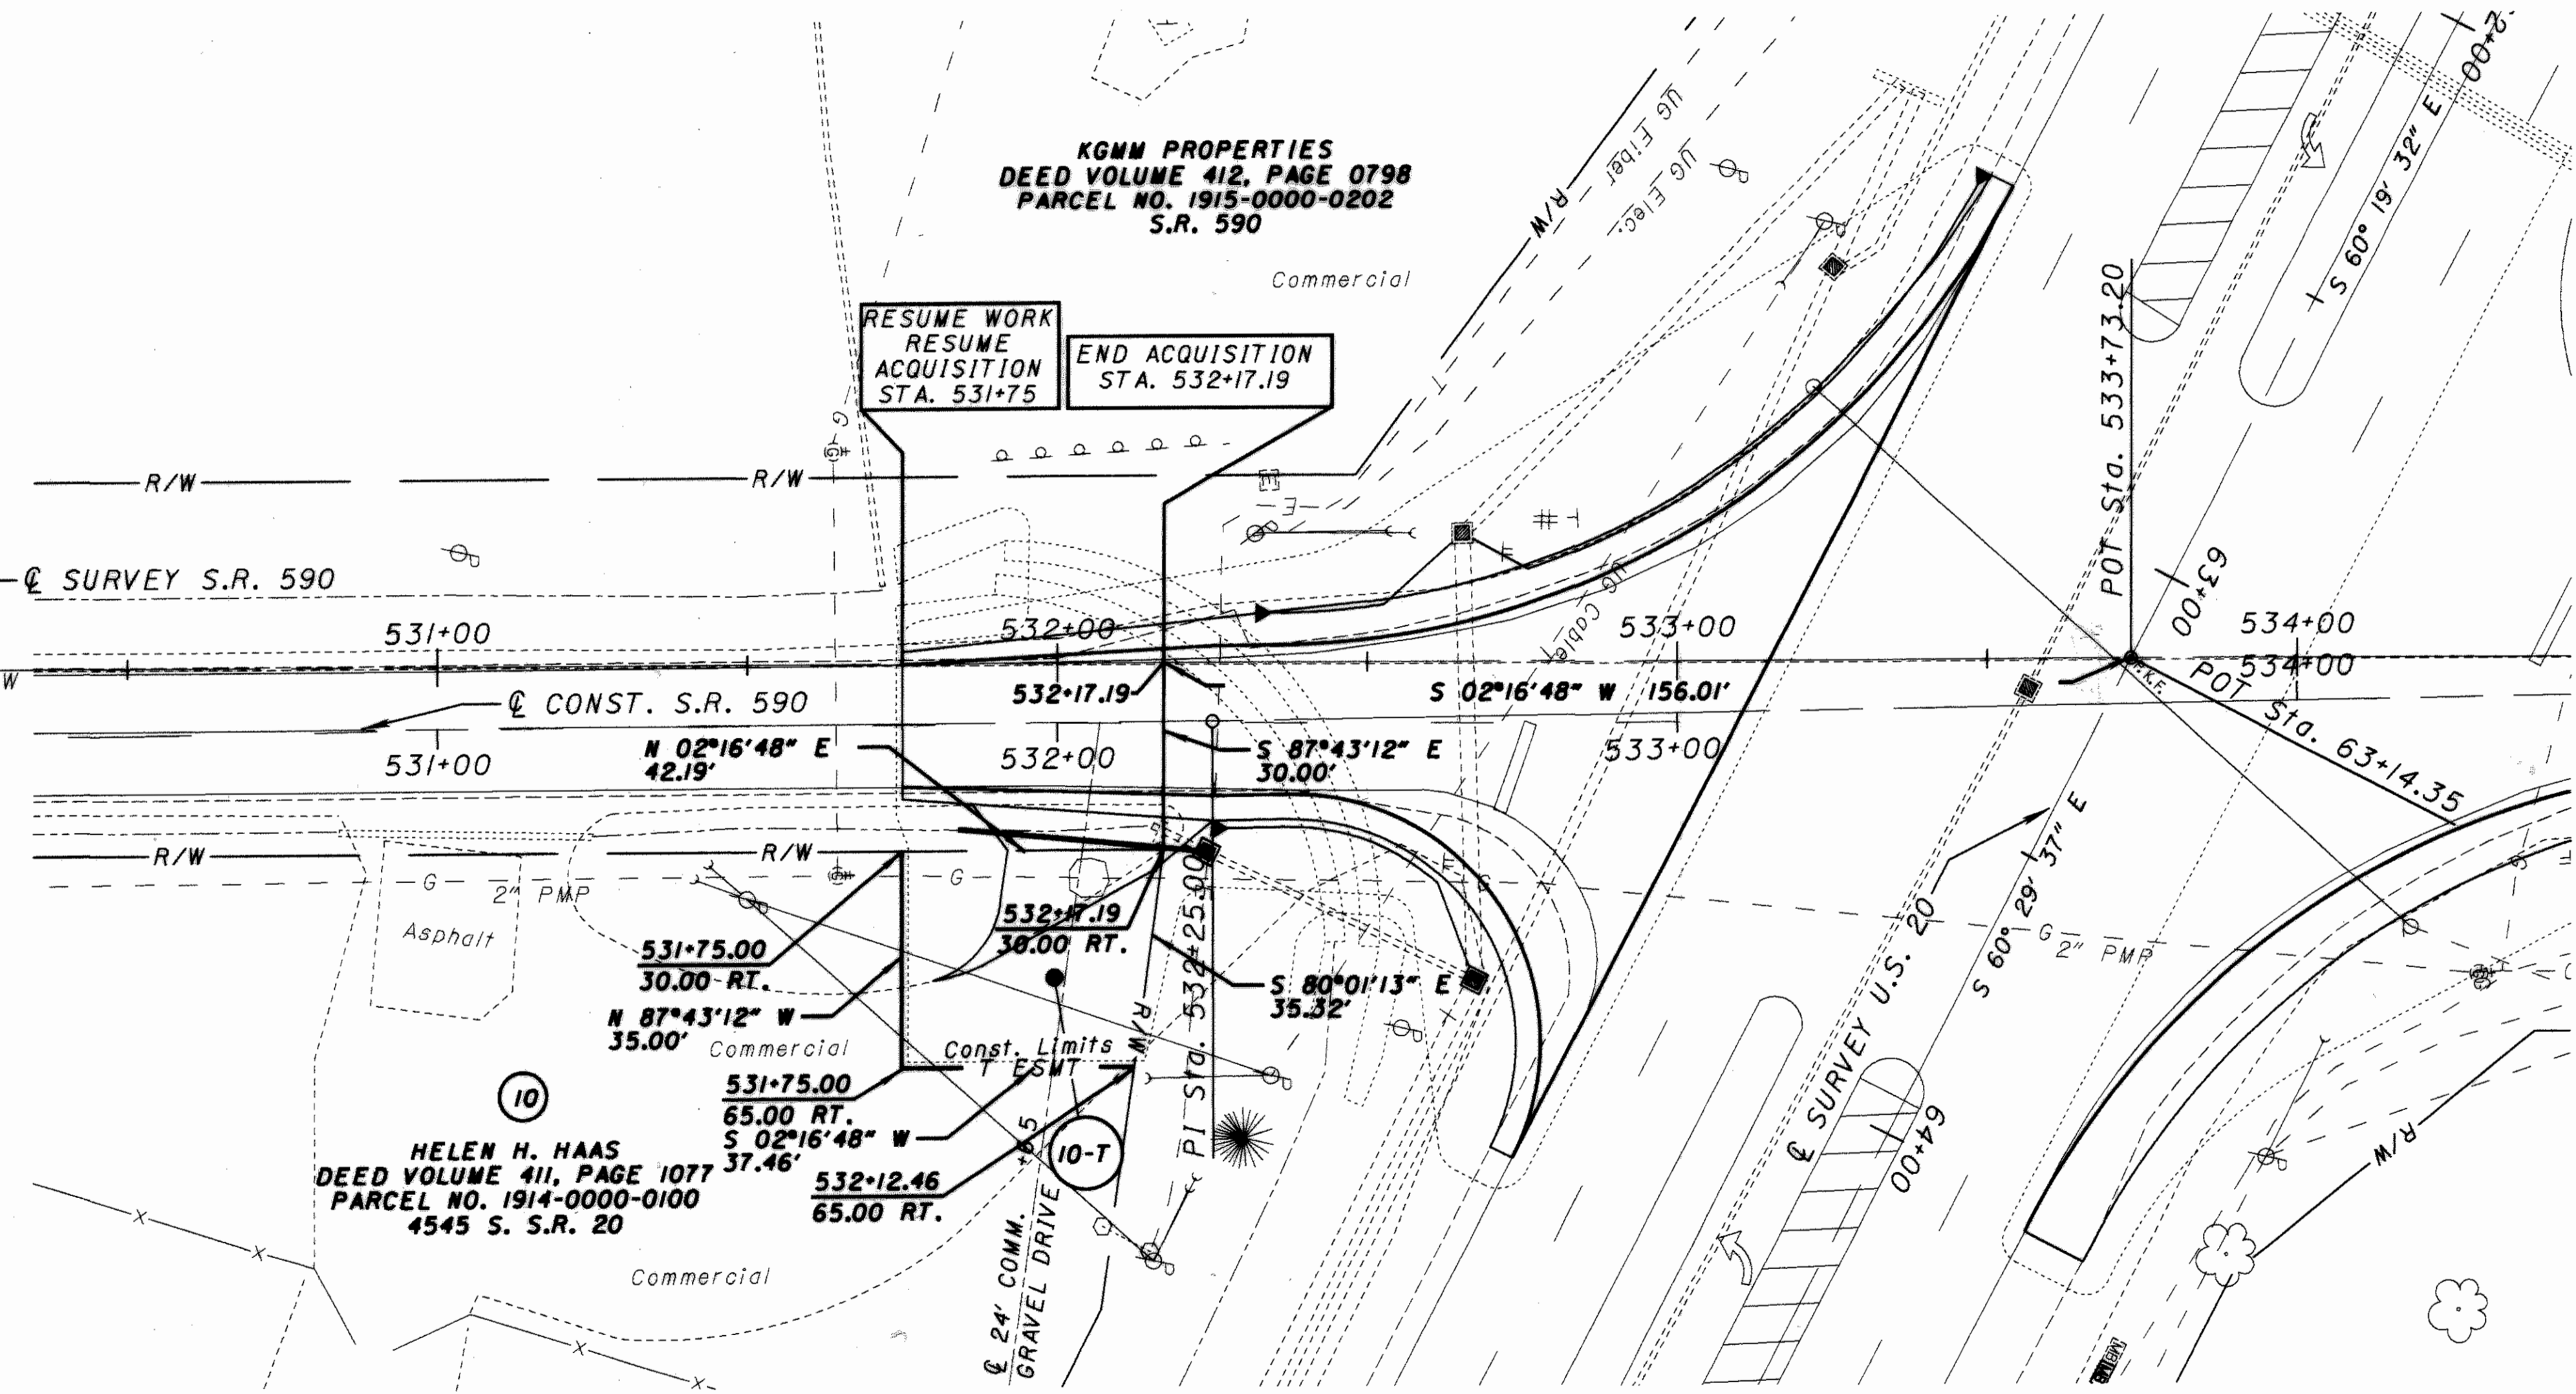 KGMM PROPERTIES
DEED VOLUME 412, PAGE 0798
PARCEL NO. 1915-0000-0202
S.R. 590
Commercial
R/W
UG Fiber
UG Elec.
2+00
S 60° 19' 32" E
RESUME WORK
RESUME
ACQUISITION
STA. 531+75
END ACQUISITION
STA. 532+17.19
POT Sta. 533+73.20
G
R/W
R/W
E
E
T
℄ SURVEY S.R. 590
UG Cable
63+00
531+00
532+00
533+00
534+00
534+00
W
P.K.F.
POT Sta. 63+14.35
℄ CONST. S.R. 590
532+17.19
S 02°16'48" W 156.01'
N 02°16'48" E
42.19'
S 87°43'12" E
30.00'
531+00
532+00
533+00
R/W
R/W
G
2" PMP
G
G
Asphalt
532+17.19
30.00 RT.
531+75.00
30.00 RT.
S 80°01'13" E
35.32'
N 87°43'12" W
35.00'
Commercial
Const. Limits
T ESMT
R/W
PI Sta. 532+25.00
℄ SURVEY U.S. 20
S 60° 29' 37" E
G
2" PMP
531+75.00
65.00 RT.
S 02°16'48" W
37.46'
532+12.46
65.00 RT.
10
10-T
HELEN H. HAAS
DEED VOLUME 411, PAGE 1077
PARCEL NO. 1914-0000-0100
4545 S. S.R. 20
64+00
R/W
Commercial
℄ 24' COMM.
GRAVEL DRIVE
X
X
X
X